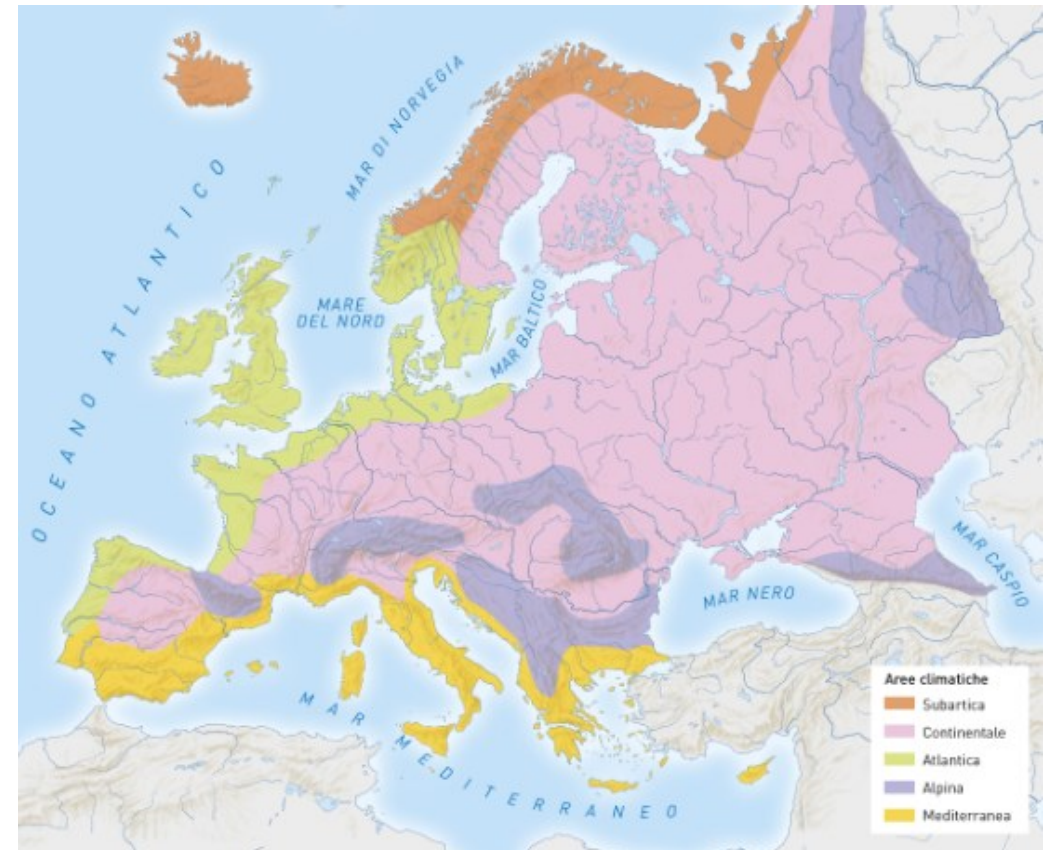 MAR DI NORVEGIA
OCEANO ATLANTICO
MARE
DEL NORD
MAR BALTICO
MAR CASPIO
MAR NERO
MAR MEDITERRANEO
Aree climatiche
Subartica
Continentale
Atlantica
Alpina
Mediterranea